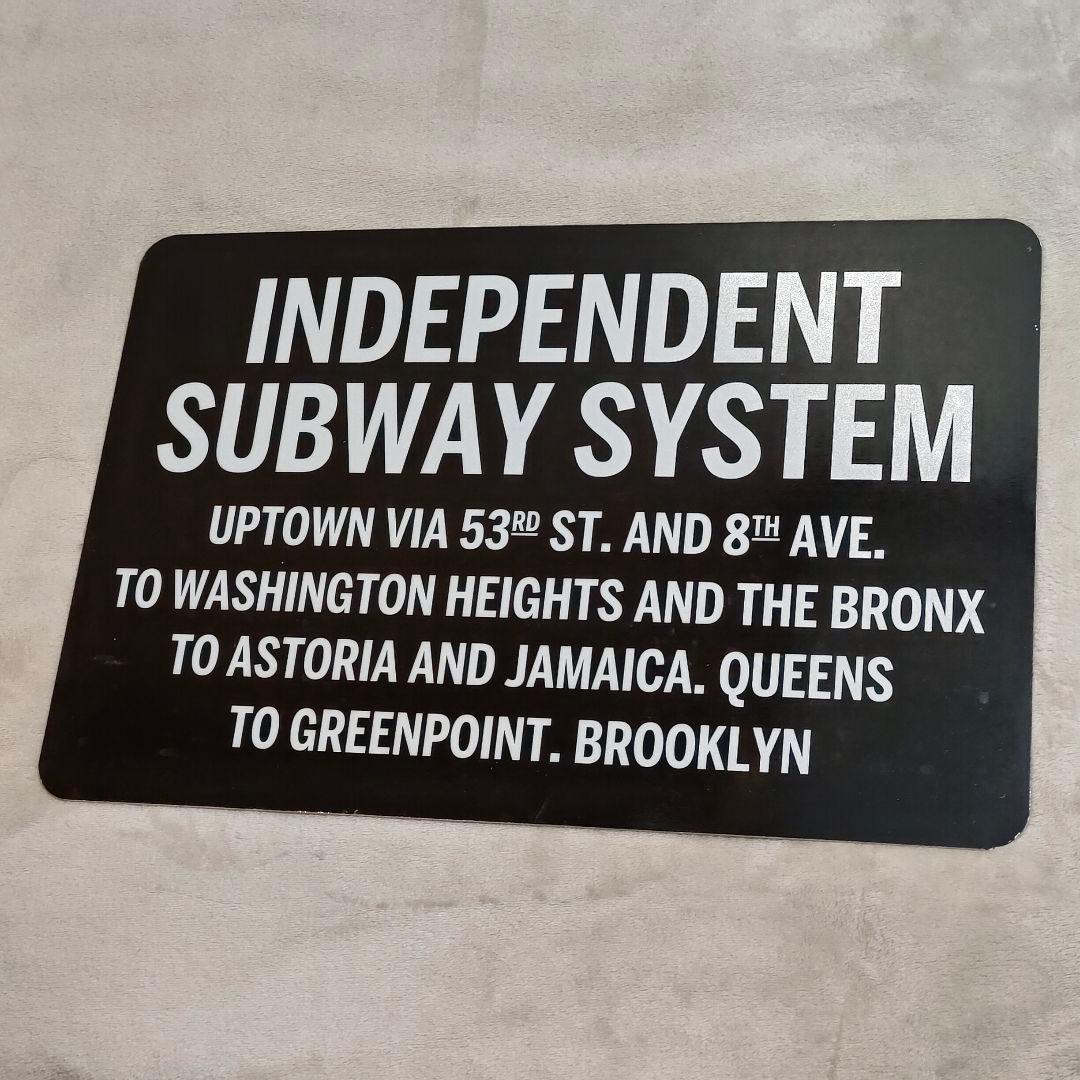 INDEPENDENT
SUBWAY SYSTEM
UPTOWN VIA 53RD ST. AND 8TH AVE.
TO WASHINGTON HEIGHTS AND THE BRONX
TO ASTORIA AND JAMAICA. QUEENS
TO GREENPOINT. BROOKLYN